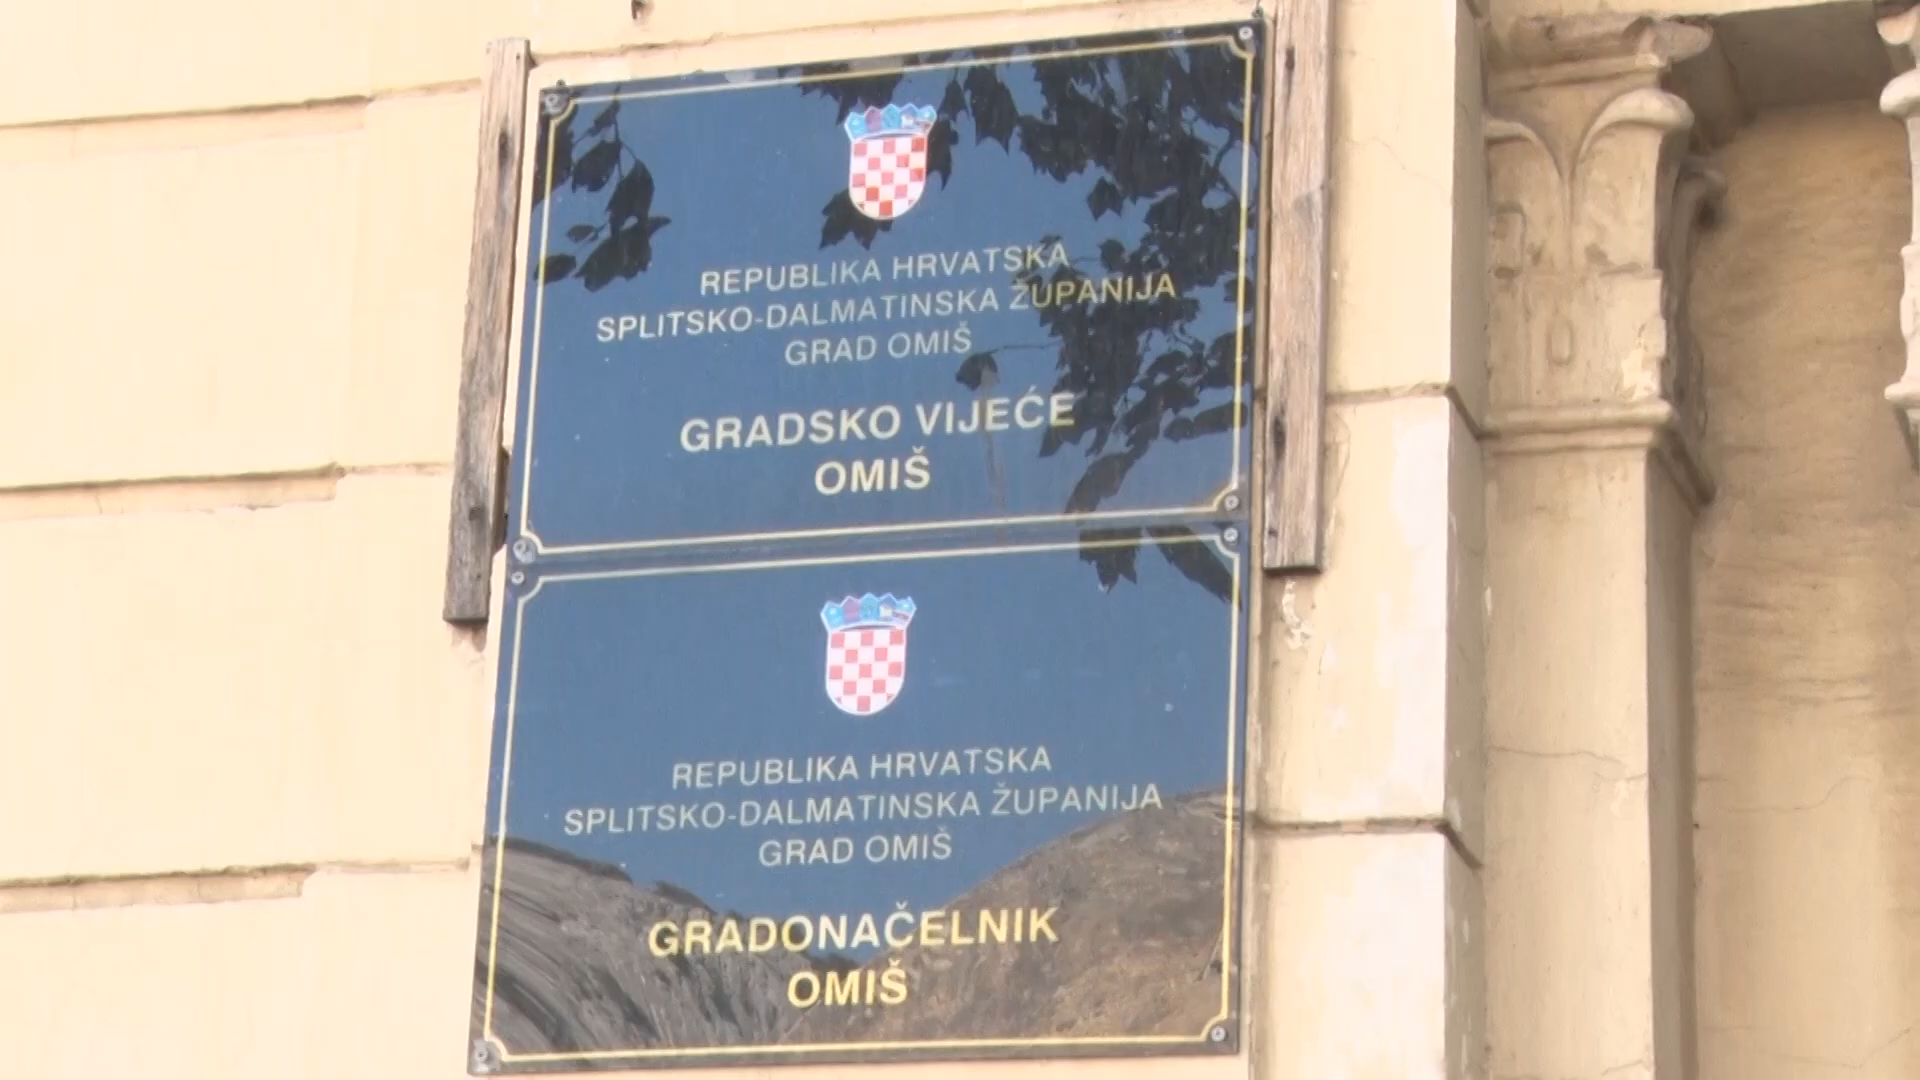 REPUBLIKA HRVATSKA
SPLITSKO-DALMATINSKA ŽUPANIJA
GRAD OMIŠ
GRADSKO VIJEĆE
OMIŠ
REPUBLIKA HRVATSKA
SPLITSKO-DALMATINSKA ŽUPANIJA
GRAD OMIŠ
GRADONAČELNIK
OMIŠ